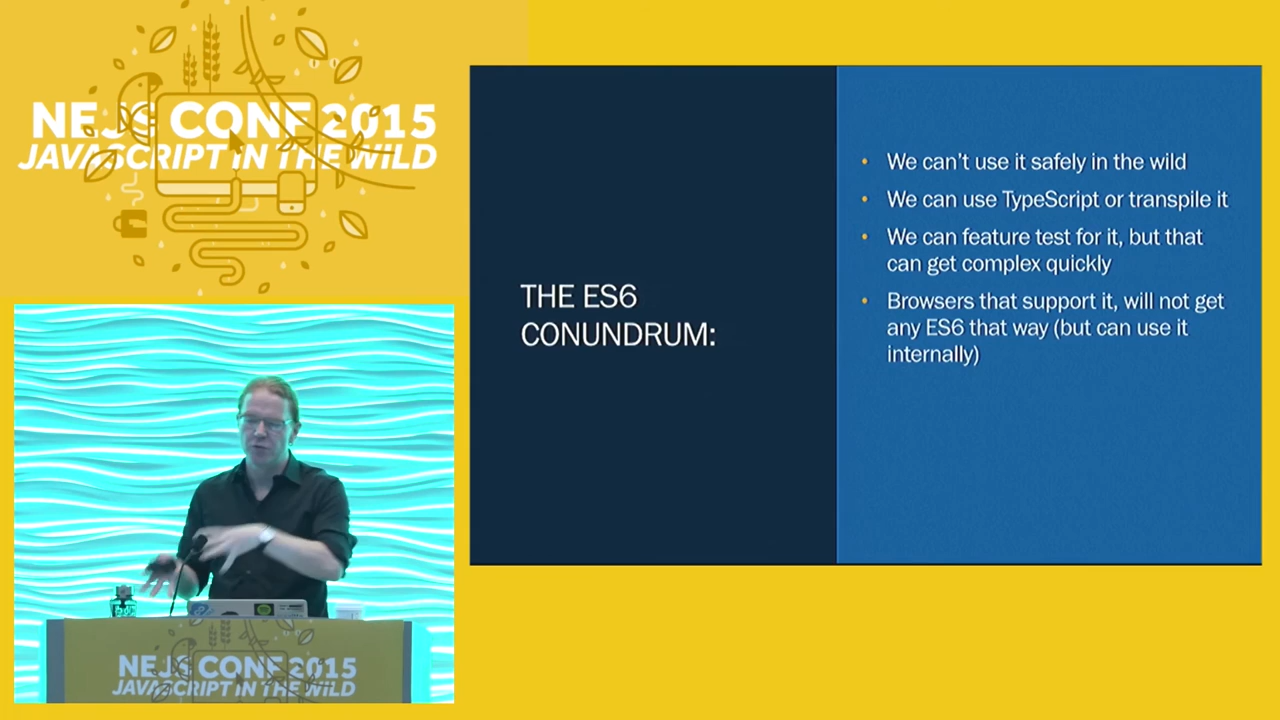 NEJS CONF 2015
JAVASCRIPT IN THE WILD
THE ES6
CONUNDRUM:
• We can't use it safely in the wild
• We can use TypeScript or transpile it
• We can feature test for it, but that
can get complex quickly
• Browsers that support it, will not get
any ES6 that way (but can use it
internally)
NEJS CONF 2015
JAVASCRIPT IN THE WILD